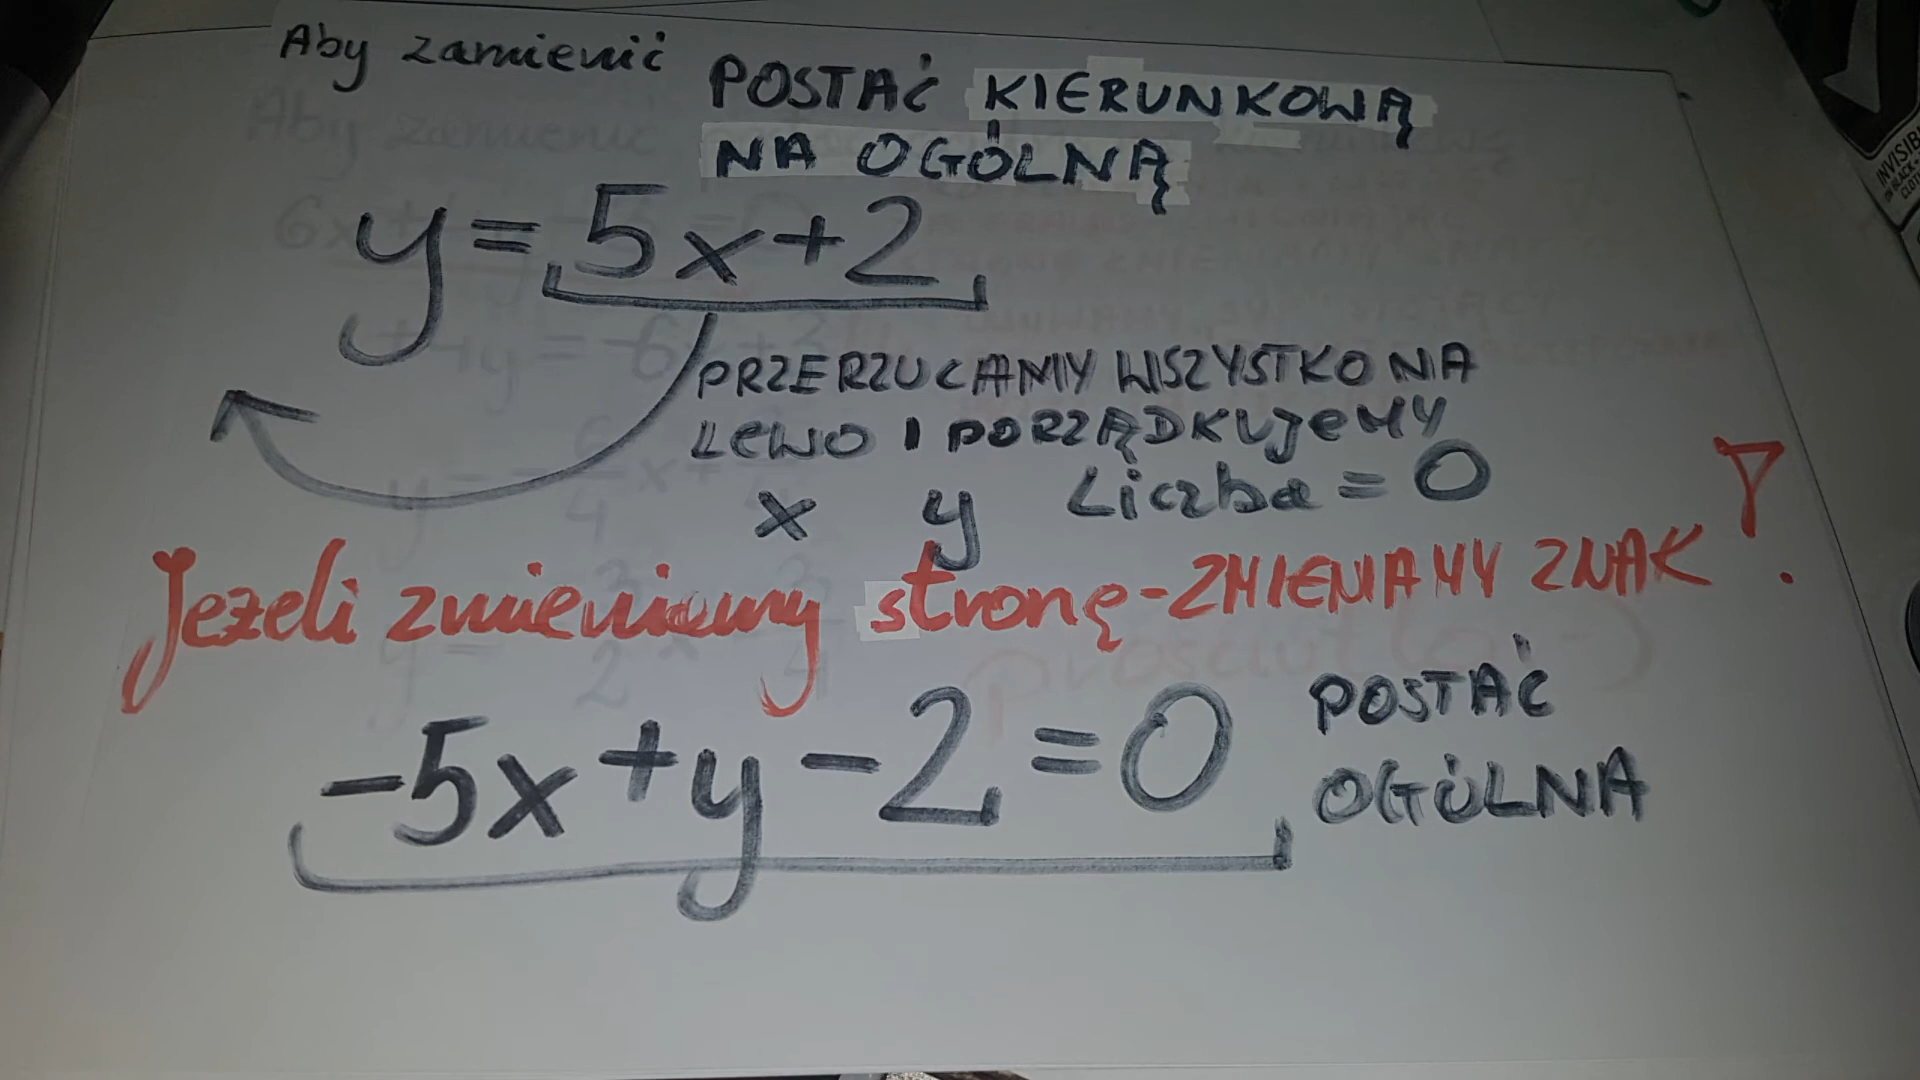 Aby zamienić POSTAĆ KIERUNKOWĄ
NA OGÓLNĄ
y = 5x+2
PRZERZUCAMY WSZYSTKO NA
LEWO I PORZĄDKUJEMY
x y Liczba = 0
Jeżeli zmieniamy stronę - ZMIENIAMY ZNAK !
-5x+y-2=0
POSTAĆ
OGÓLNA
INVISIB